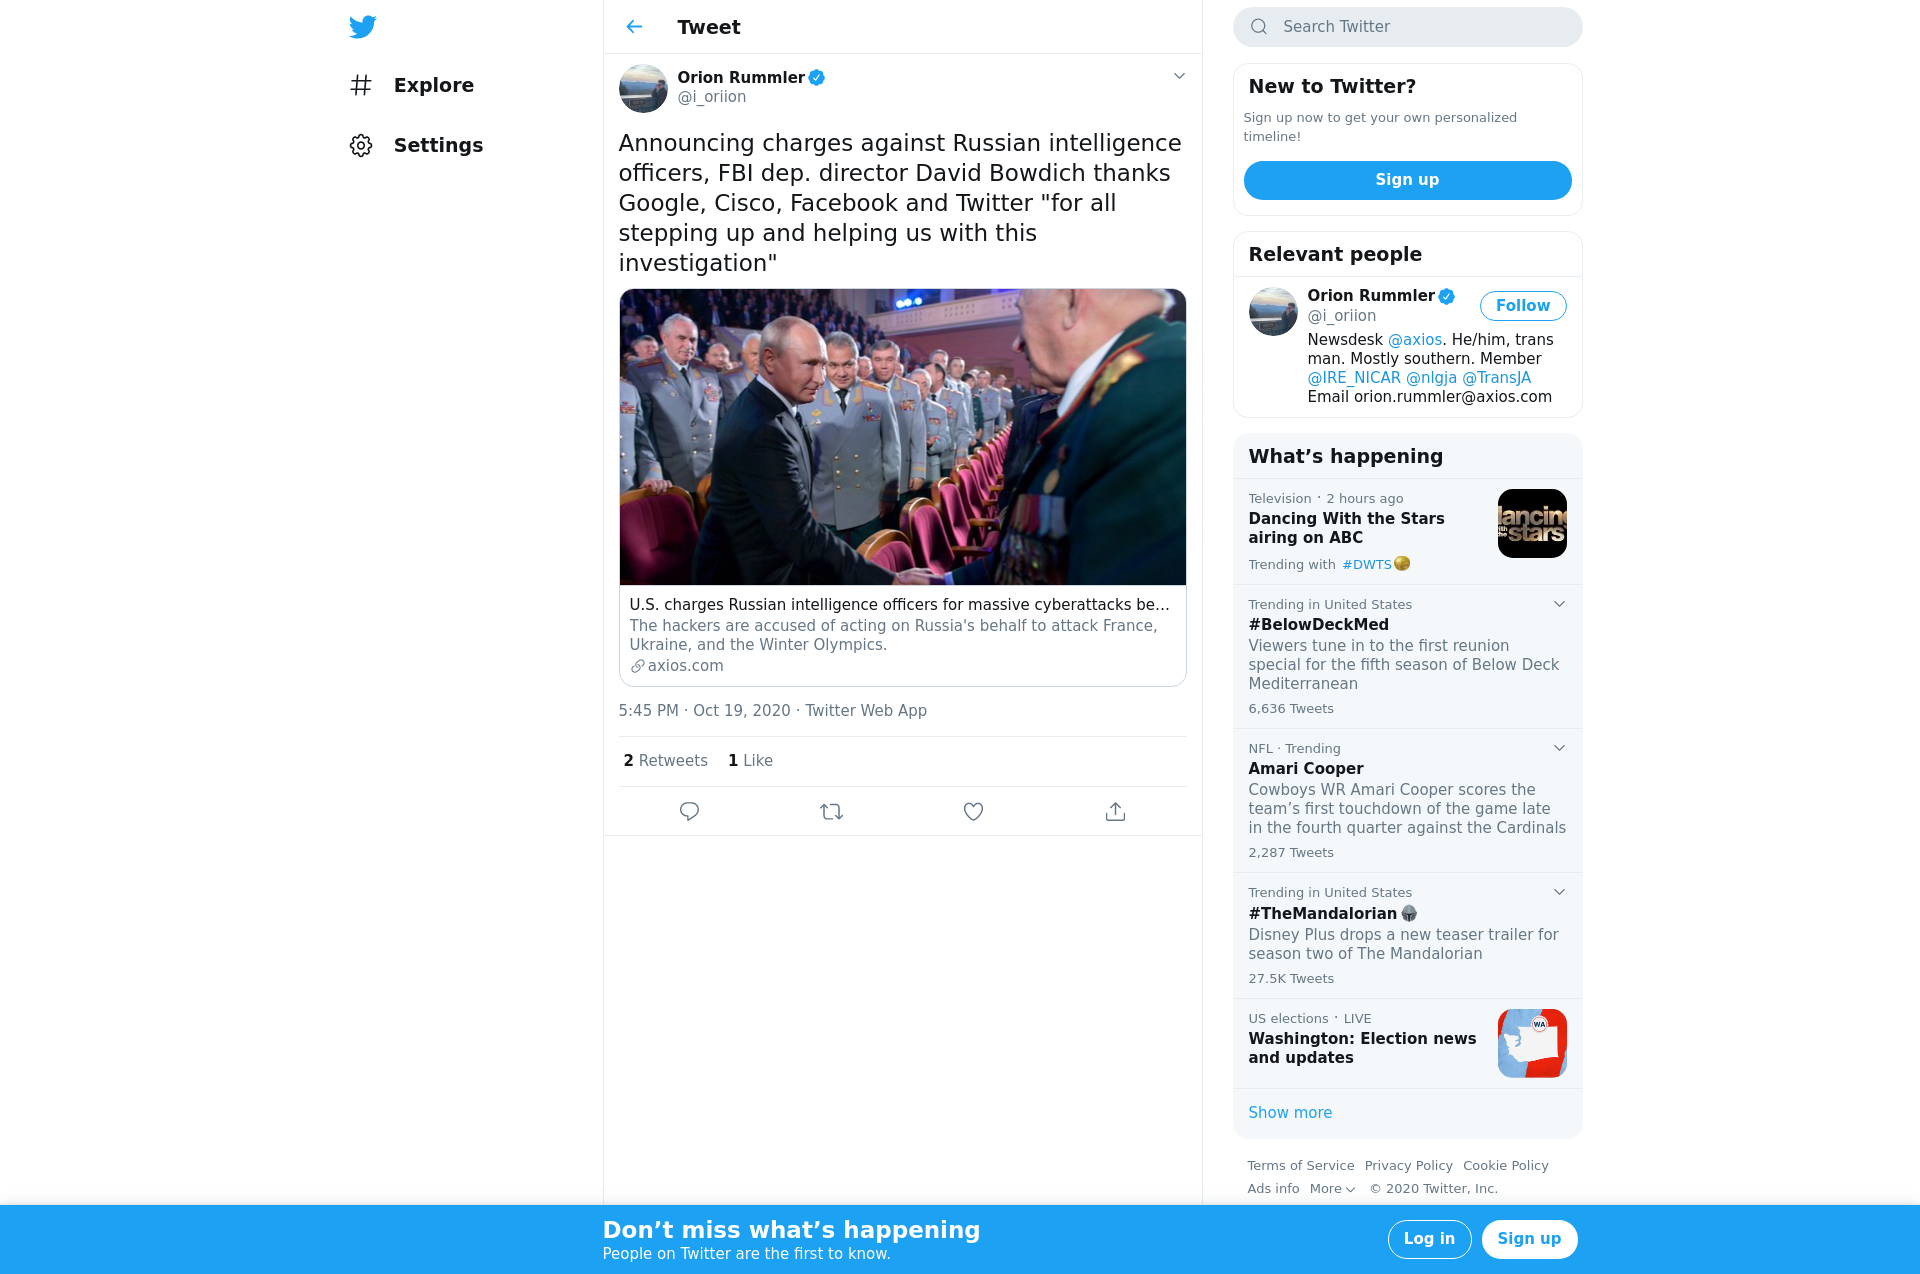 Explore
Settings
Tweet
Orion Rummler
@i_oriion
Announcing charges against Russian intelligence
officers, FBI dep. director David Bowdich thanks
Google, Cisco, Facebook and Twitter "for all
stepping up and helping us with this
investigation"
U.S. charges Russian intelligence officers for massive cyberattacks be...
The hackers are accused of acting on Russia's behalf to attack France,
Ukraine, and the Winter Olympics.
axios.com
5:45 PM · Oct 19, 2020 · Twitter Web App
2 Retweets 1 Like
Search Twitter
New to Twitter?
Sign up now to get your own personalized
timeline!
Sign up
Relevant people
Orion Rummler
@i_oriion
Follow
Newsdesk @axios. He/him, trans
man. Mostly southern. Member
@IRE_NICAR @nlgja @TransJA
Email orion.rummler@axios.com
What’s happening
Television · 2 hours ago
Dancing With the Stars
airing on ABC
Trending with #DWTS
dancing
with the stars
Trending in United States
#BelowDeckMed
Viewers tune in to the first reunion
special for the fifth season of Below Deck
Mediterranean
6,636 Tweets
NFL · Trending
Amari Cooper
Cowboys WR Amari Cooper scores the
team’s first touchdown of the game late
in the fourth quarter against the Cardinals
2,287 Tweets
Trending in United States
#TheMandalorian
Disney Plus drops a new teaser trailer for
season two of The Mandalorian
27.5K Tweets
US elections · LIVE
Washington: Election news
and updates
WA
Show more
Terms of Service Privacy Policy Cookie Policy
Ads info More © 2020 Twitter, Inc.
Don’t miss what’s happening
People on Twitter are the first to know.
Log in
Sign up